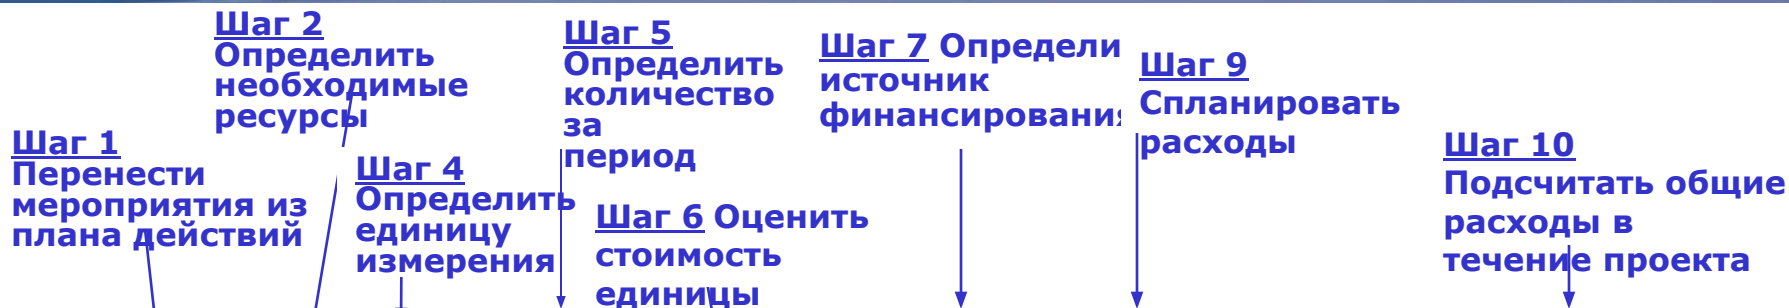 Шаг 1
Перенести
мероприятия из
плана действий
Шаг 2
Определить
необходимые
ресурсы
Шаг 4
Определить
единицу
измерения
Шаг 5
Определить
количество
за
период
Шаг 6 Оценить
стоимость
единицы
Шаг 7 Определи
источник
финансирования
Шаг 9
Спланировать
расходы
Шаг 10
Подсчитать общие
расходы в
течение проекта